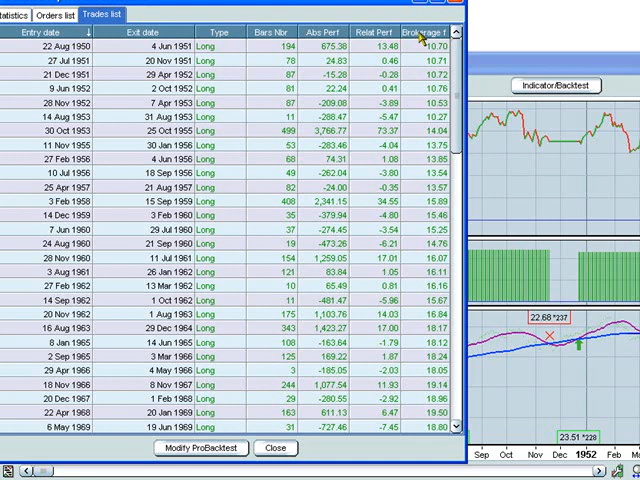 tatistics Orders list Trades list
Entry date Exit date Type Bars Nbr Abs Perf Relat Perf Brokerage f
22 Aug 1950 4 Jun 1951 Long 194 675.38 13.48 10.70
27 Jul 1951 20 Nov 1951 Long 78 24.83 0.46 10.71
21 Dec 1951 29 Apr 1952 Long 87 -15.28 -0.28 10.72
9 Jun 1952 2 Oct 1952 Long 81 22.24 0.41 10.76
28 Nov 1952 7 Apr 1953 Long 87 -209.08 -3.89 10.53
14 Aug 1953 31 Aug 1953 Long 11 -288.47 -5.47 10.27
30 Oct 1953 25 Oct 1955 Long 499 3,766.77 73.37 14.04
11 Nov 1955 30 Jan 1956 Long 53 -283.46 -4.04 13.75
27 Feb 1956 4 Jun 1956 Long 68 74.31 1.08 13.85
10 Jul 1956 18 Sep 1956 Long 49 -262.04 -3.80 13.54
25 Apr 1957 21 Aug 1957 Long 82 -24.00 -0.35 13.57
3 Feb 1958 15 Sep 1959 Long 408 2,341.15 34.55 15.89
14 Dec 1959 3 Feb 1960 Long 35 -379.94 -4.80 15.46
7 Jun 1960 29 Jul 1960 Long 37 -274.45 -3.54 15.25
24 Aug 1960 21 Sep 1960 Long 19 -473.26 -6.21 14.76
28 Nov 1960 11 Jul 1961 Long 154 1,259.05 17.01 16.07
3 Aug 1961 26 Jan 1962 Long 121 83.84 1.05 16.11
27 Feb 1962 13 Mar 1962 Long 10 65.49 0.81 16.16
14 Sep 1962 1 Oct 1962 Long 11 -481.47 -5.96 15.67
20 Nov 1962 1 Aug 1963 Long 175 1,103.76 14.03 16.84
16 Aug 1963 29 Dec 1964 Long 343 1,423.27 17.00 18.17
8 Jan 1965 14 Jun 1965 Long 108 -163.64 -1.79 18.12
2 Sep 1965 3 Mar 1966 Long 125 169.22 1.87 18.24
29 Apr 1966 4 May 1966 Long 3 -185.05 -2.03 18.05
18 Nov 1966 8 Nov 1967 Long 244 1,077.54 11.93 19.14
20 Dec 1967 1 Feb 1968 Long 29 -280.55 -2.92 18.96
22 Apr 1968 20 Jan 1969 Long 163 611.13 6.47 19.50
6 May 1969 19 Jun 1969 Long 31 -727.46 -7.45 18.80
Modify ProBacktest Close
Indicator/Backtest
22.68 *237
23.51 *228
Sep Oct Nov Dec 1952 Feb Ma